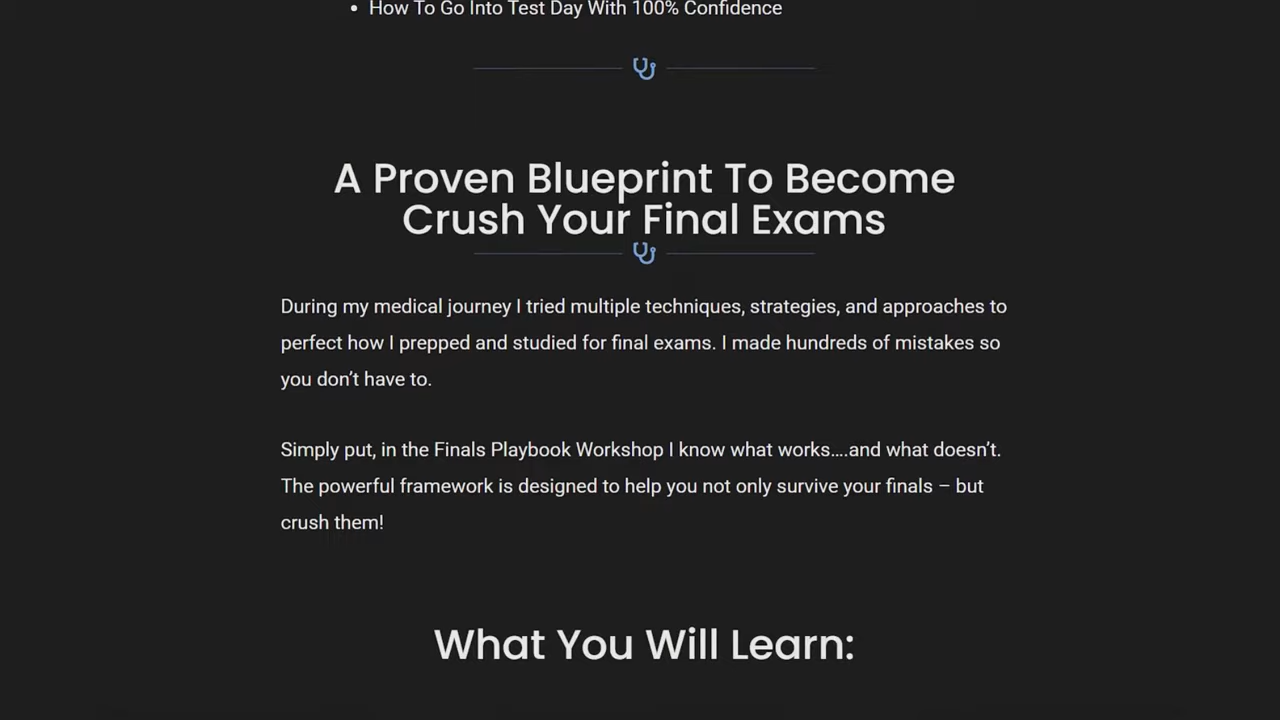 • How To Go Into Test Day With 100% Confidence
A Proven Blueprint To Become
Crush Your Final Exams
During my medical journey I tried multiple techniques, strategies, and approaches to
perfect how I prepped and studied for final exams. I made hundreds of mistakes so
you don’t have to.
Simply put, in the Finals Playbook Workshop I know what works….and what doesn’t.
The powerful framework is designed to help you not only survive your finals – but
crush them!
What You Will Learn: